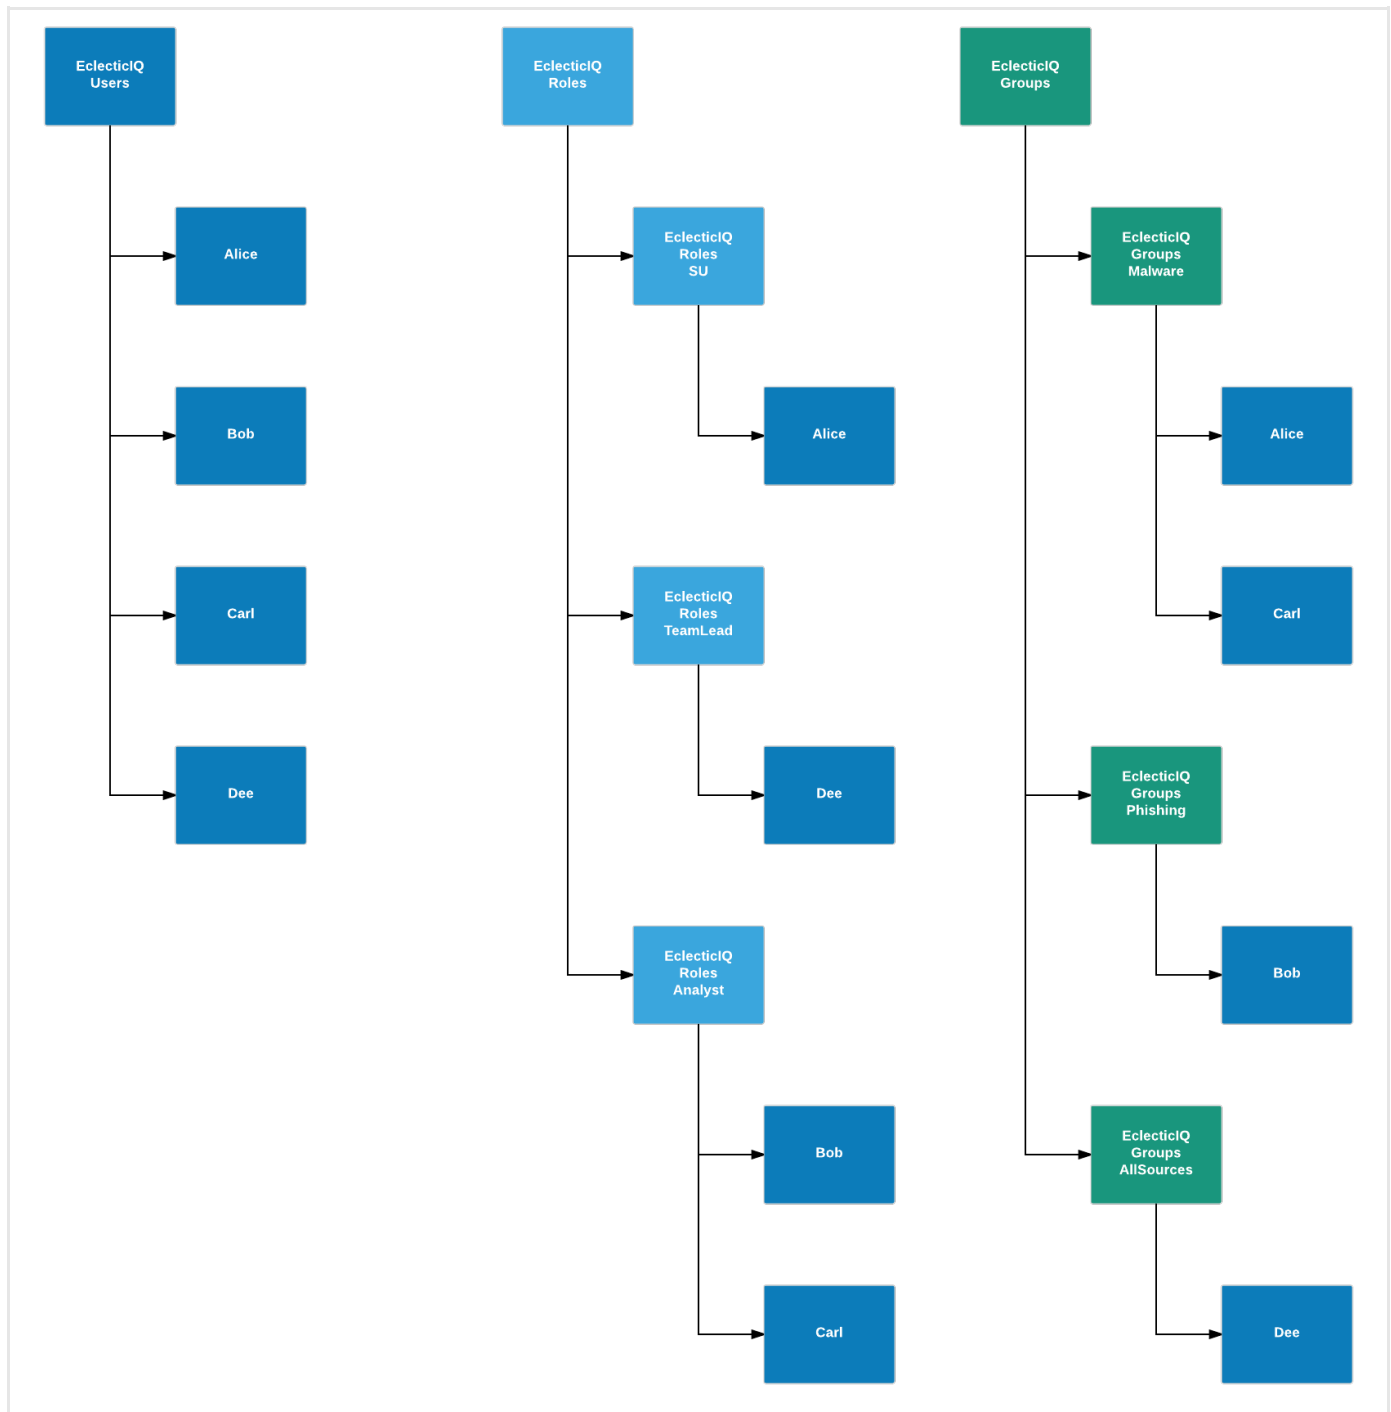 EclecticIQ
Users
Alice
Bob
Carl
Dee
EclecticIQ
Roles
EclecticIQ
Roles
SU
Alice
EclecticIQ
Roles
TeamLead
Dee
EclecticIQ
Roles
Analyst
Bob
Carl
EclecticIQ
Groups
EclecticIQ
Groups
Malware
Alice
Carl
EclecticIQ
Groups
Phishing
Bob
EclecticIQ
Groups
AllSources
Dee